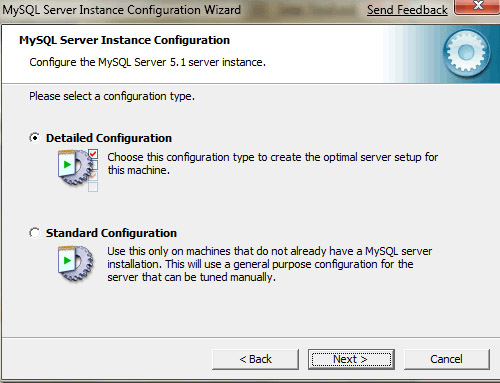 MySQL Server Instance Configuration Wizard Send Feedback X
MySQL Server Instance Configuration
Configure the MySQL Server 5.1 server instance.
Please select a configuration type.
Detailed Configuration
Choose this configuration type to create the optimal server setup for
this machine.
Standard Configuration
Use this only on machines that do not already have a MySQL server
installation. This will use a general purpose configuration for the
server that can be tuned manually.
< Back Next > Cancel